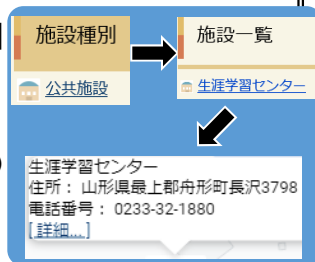 施設種別
公共施設
施設一覧
生涯学習センター
生涯学習センター
住所： 山形県最上郡舟形町長沢3798
電話番号： 0233-32-1880
[ 詳細...]